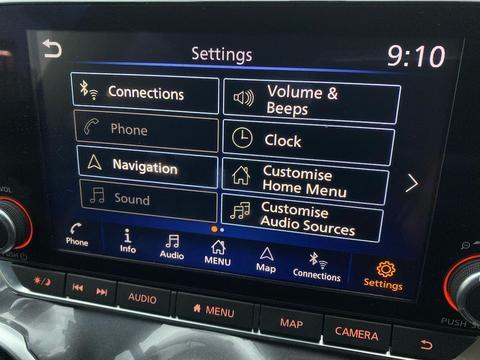 Settings
9:10
Connections
Volume &
Beeps
Phone
Clock
Navigation
Customise
Home Menu
Sound
Customise
Audio Sources
Phone
Info
Audio
MENU
Map
Connections
Settings
VOL
PUSH
AUDIO
MENU
MAP
CAMERA
PUSH